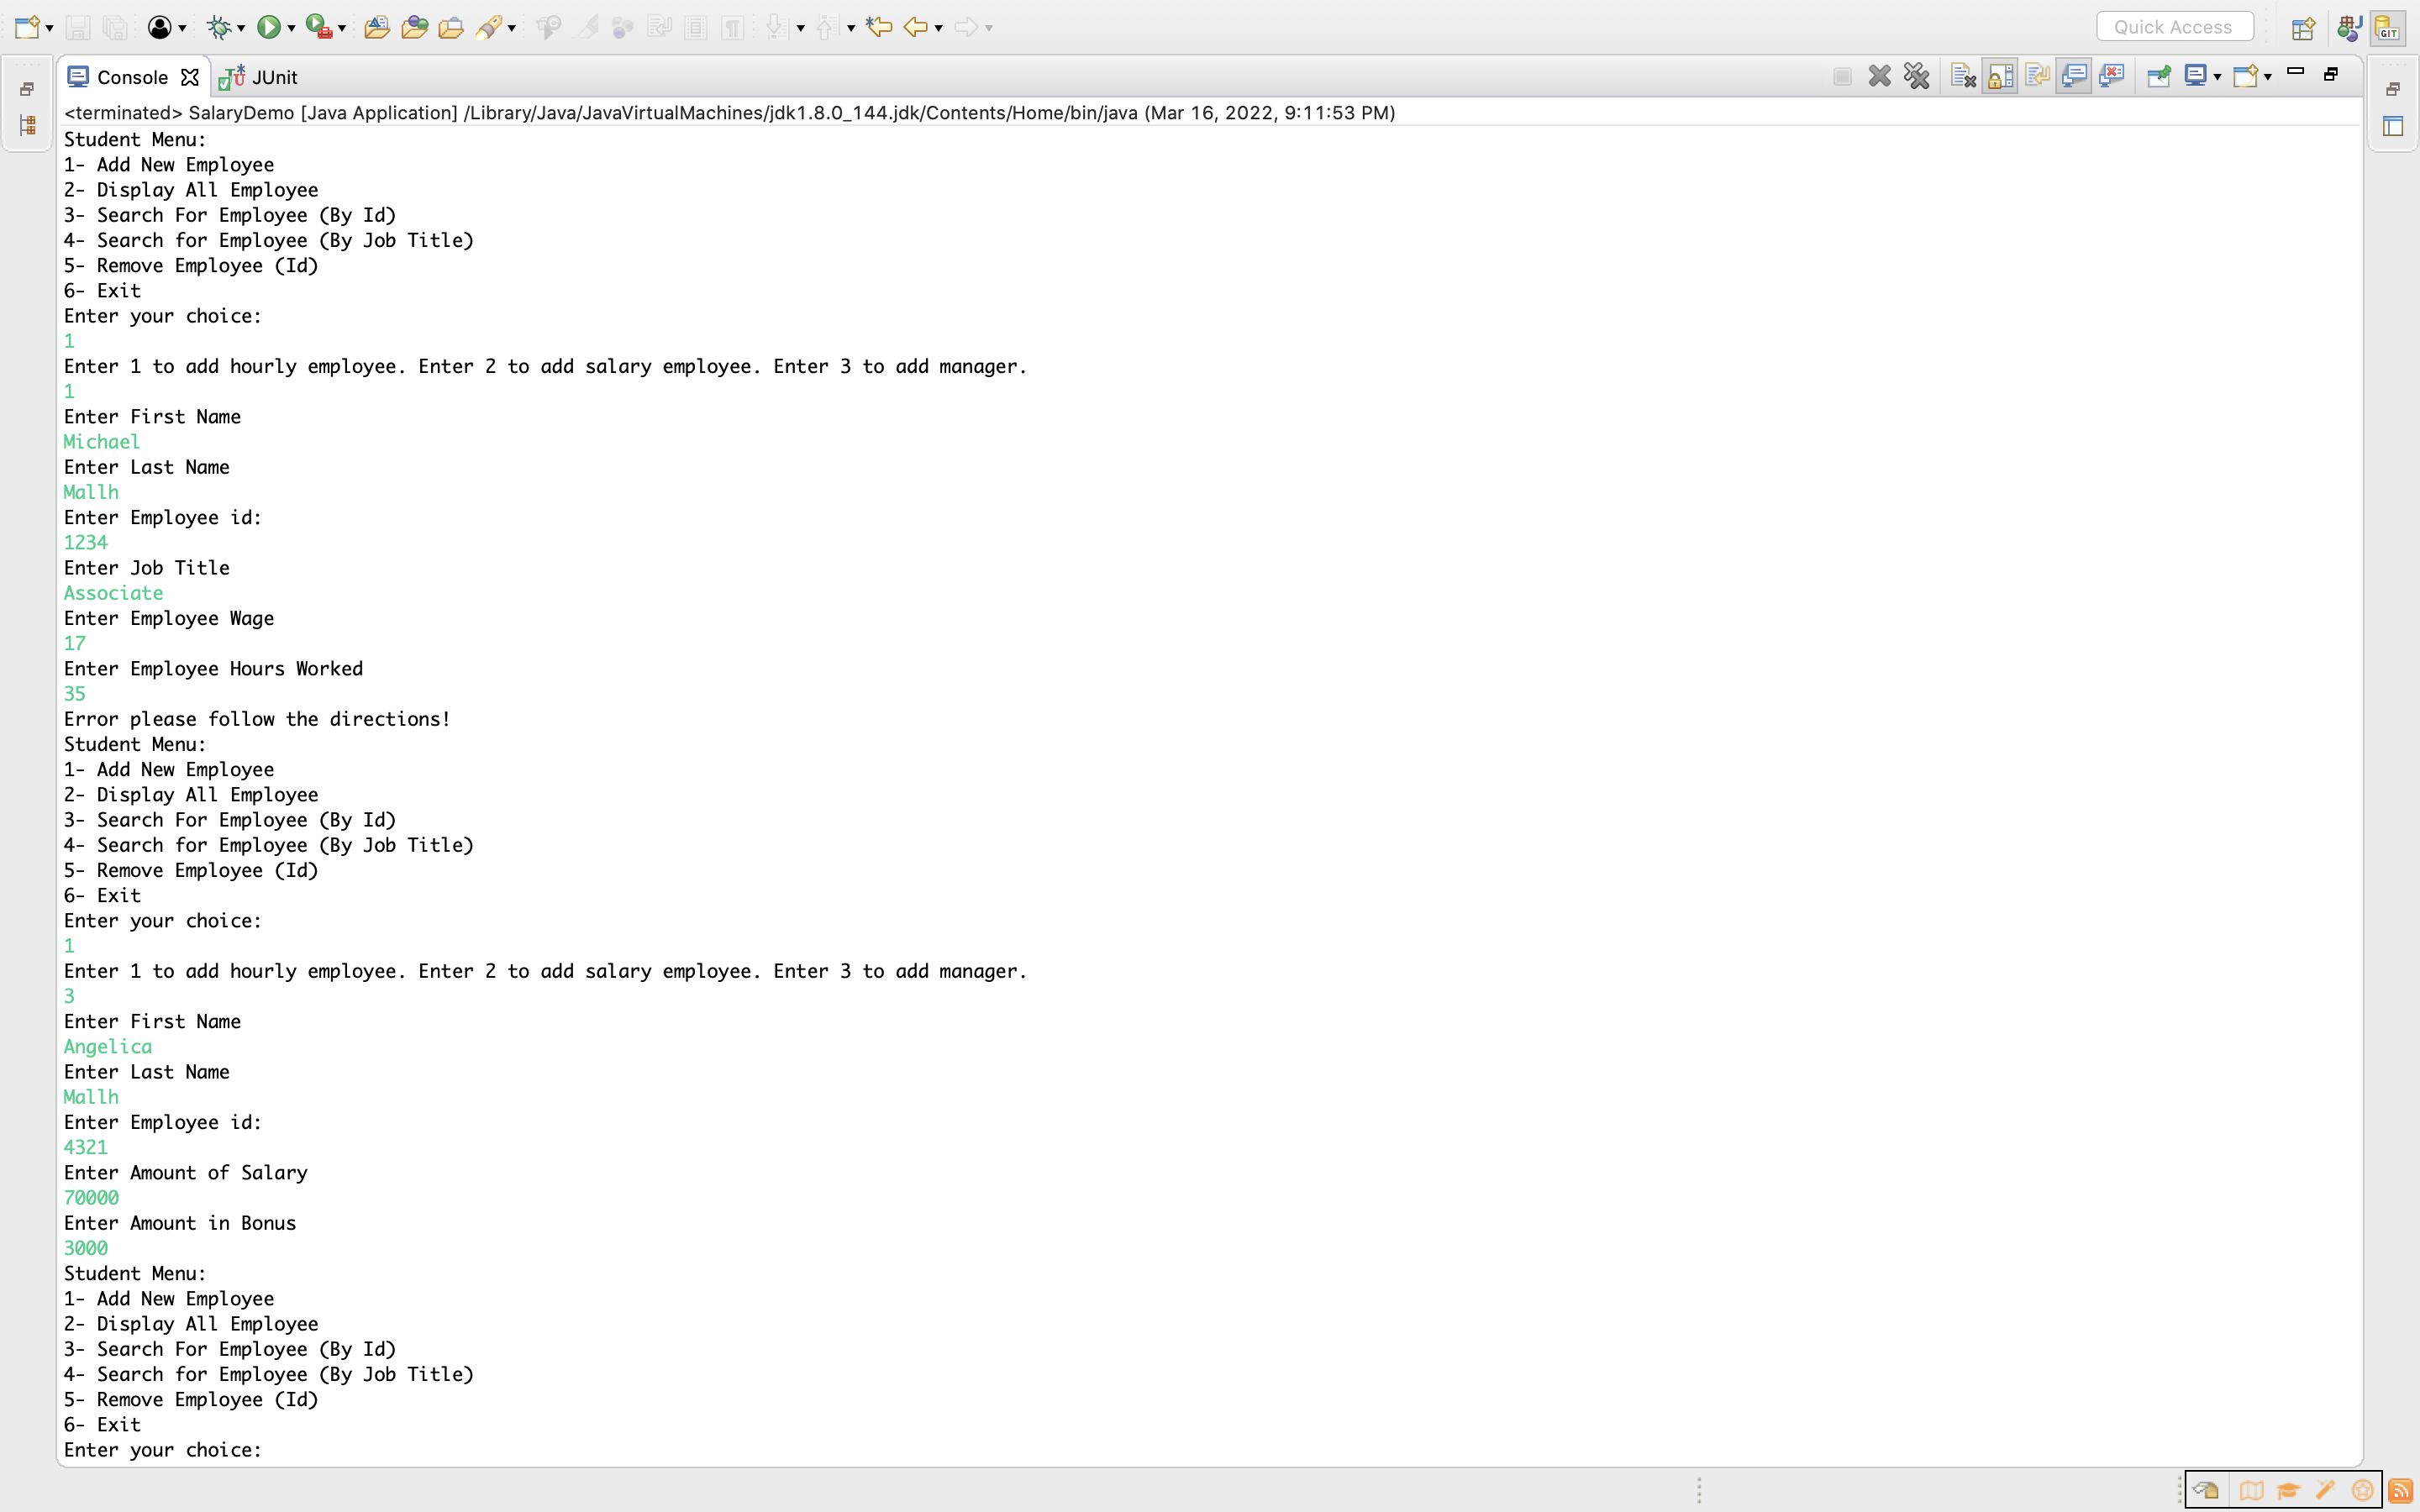 Quick Access
Console JUnit
<terminated> SalaryDemo [Java Application] /Library/Java/JavaVirtualMachines/jdk1.8.0_144.jdk/Contents/Home/bin/java (Mar 16, 2022, 9:11:53 PM)
Student Menu:
1- Add New Employee
2- Display All Employee
3- Search For Employee (By Id)
4- Search for Employee (By Job Title)
5- Remove Employee (Id)
6- Exit
Enter your choice:
1
Enter 1 to add hourly employee. Enter 2 to add salary employee. Enter 3 to add manager.
1
Enter First Name
Michael
Enter Last Name
Mallh
Enter Employee id:
1234
Enter Job Title
Associate
Enter Employee Wage
17
Enter Employee Hours Worked
35
Error please follow the directions!
Student Menu:
1- Add New Employee
2- Display All Employee
3- Search For Employee (By Id)
4- Search for Employee (By Job Title)
5- Remove Employee (Id)
6- Exit
Enter your choice:
1
Enter 1 to add hourly employee. Enter 2 to add salary employee. Enter 3 to add manager.
3
Enter First Name
Angelica
Enter Last Name
Mallh
Enter Employee id:
4321
Enter Amount of Salary
70000
Enter Amount in Bonus
3000
Student Menu:
1- Add New Employee
2- Display All Employee
3- Search For Employee (By Id)
4- Search for Employee (By Job Title)
5- Remove Employee (Id)
6- Exit
Enter your choice: